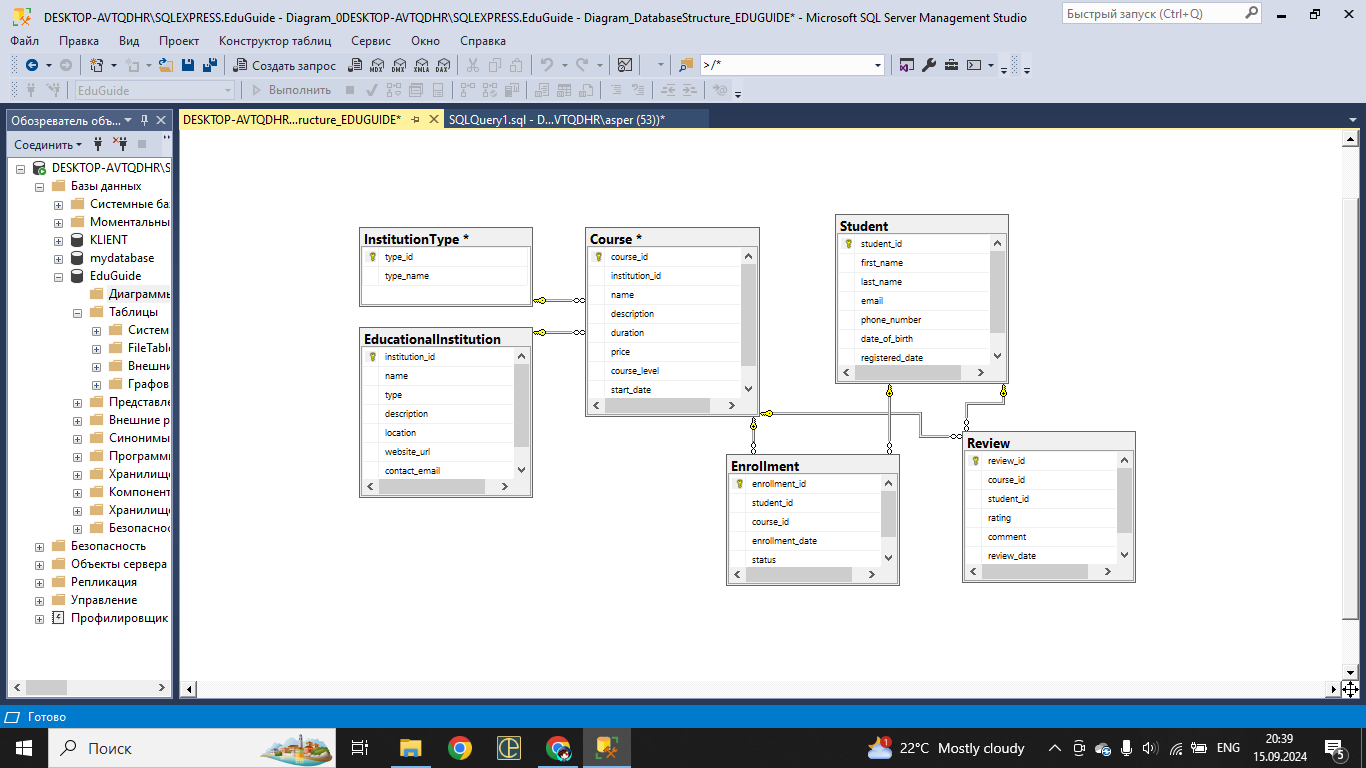 DESKTOP-AVTQDHR\SQLEXPRESS.EduGuide - Diagram_0DESKTOP-AVTQDHR\SQLEXPRESS.EduGuide - Diagram_DatabaseStructure_EDUGUIDE* - Microsoft SQL Server Management Studio
Быстрый запуск (Ctrl+Q)
Файл Правка Вид Проект Конструктор таблиц Сервис Окно Справка
Создать запрос
MDX DMX XMLA DAX
>/*
EduGuide
Выполнить
Обозреватель объ...
DESKTOP-AVTQDHR...ructure_EDUGUIDE*
SQLQuery1.sql - D...VTQDHR\asper (53))*
Соединить
DESKTOP-AVTQDHR\S
Базы данных
Системные ба
Моментальны
KLIENT
mydatabase
EduGuide
Диаграммы
Таблицы
Систем
FileTabl
Внешни
Графов
Представле
Внешние р
Синонимы
Программ
Хранилищ
Компонент
Хранилищ
Безопаснос
Безопасность
Объекты сервера
Репликация
Управление
Профилировщик
InstitutionType *
type_id
type_name
EducationalInstitution
institution_id
name
type
description
location
website_url
contact_email
Course *
course_id
institution_id
name
description
duration
price
course_level
start_date
Student
student_id
first_name
last_name
email
phone_number
date_of_birth
registered_date
Enrollment
enrollment_id
student_id
course_id
enrollment_date
status
Review
review_id
course_id
student_id
rating
comment
review_date
Готово
Поиск
1
22°C Mostly cloudy
ENG
20:39
15.09.2024
5